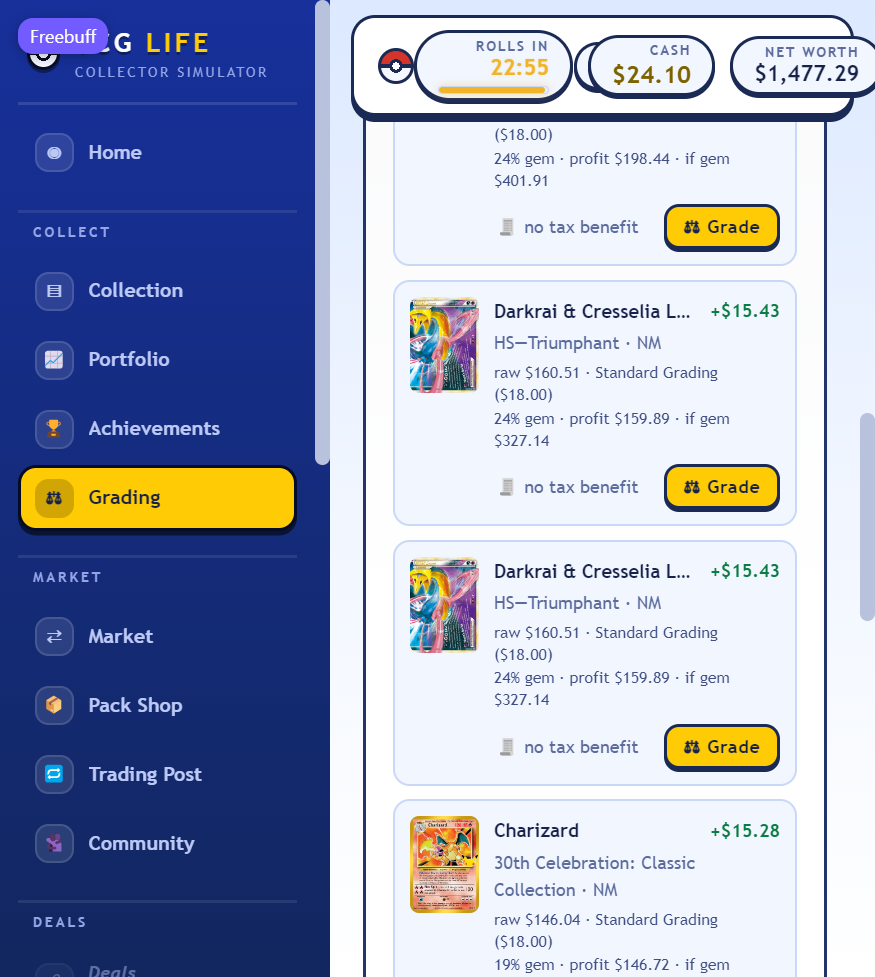 Freebuff
CG LIFE
COLLECTOR SIMULATOR
Home
COLLECT
Collection
Portfolio
Achievements
Grading
MARKET
Market
Pack Shop
Trading Post
Community
DEALS
Deals
ROLLS IN
22:55
CASH
$24.10
NET WORTH
$1,477.29
($18.00)
24% gem · profit $198.44 · if gem
$401.91
no tax benefit
Grade
Darkrai & Cresselia L... +$15.43
HS—Triumphant · NM
raw $160.51 · Standard Grading
($18.00)
24% gem · profit $159.89 · if gem
$327.14
no tax benefit
Grade
Darkrai & Cresselia L... +$15.43
HS—Triumphant · NM
raw $160.51 · Standard Grading
($18.00)
24% gem · profit $159.89 · if gem
$327.14
no tax benefit
Grade
Charizard
Charizard +$15.28
30th Celebration: Classic
Collection · NM
raw $146.04 · Standard Grading
($18.00)
19% gem · profit $146.72 · if gem